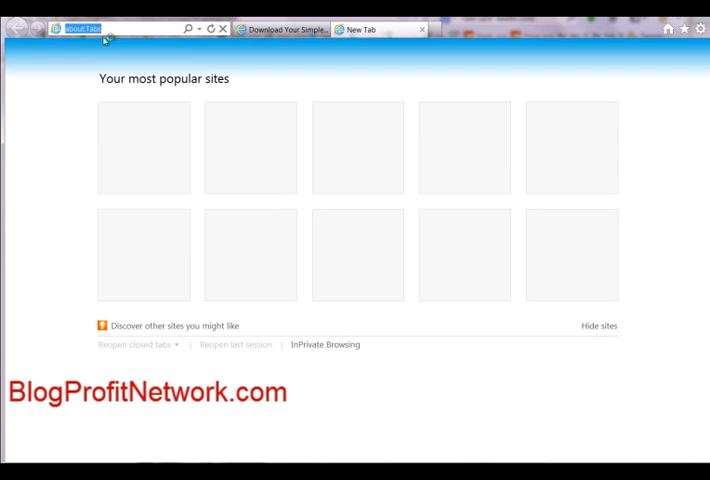 about:Tabs
Download Your Simple...
New Tab
Your most popular sites
Discover other sites you might like
Hide sites
Reopen closed tabs | Reopen last session | InPrivate Browsing
BlogProfitNetwork.com